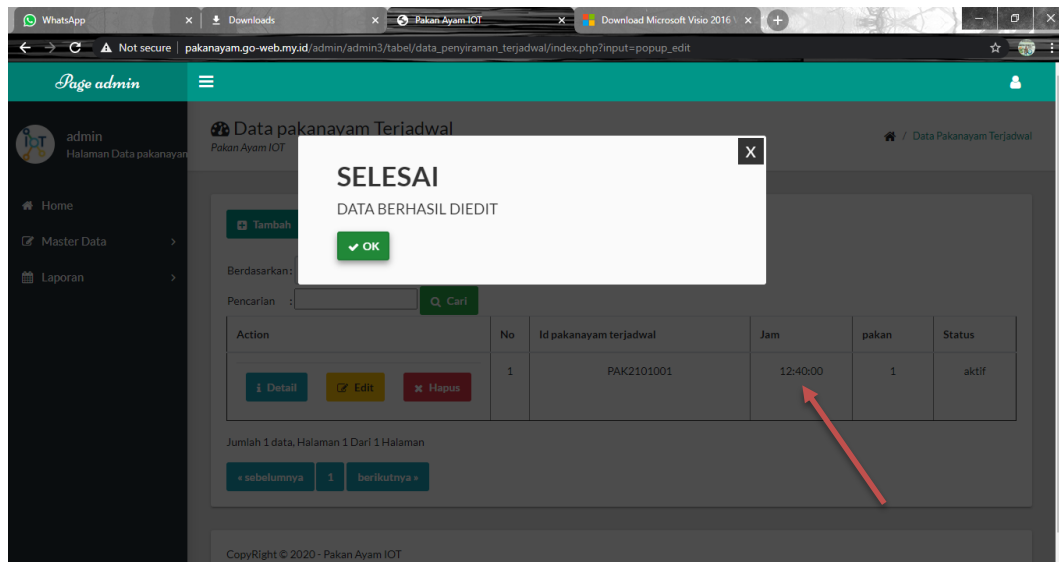 WhatsApp
Downloads
Pakan Ayam IOT
Download Microsoft Visio 2016
Not secure | pakanayam.go-web.my.id/admin/admin3/tabel/data_penyiraman_terjadwal/index.php?input=popup_edit
Page admin
IOT
admin
Halaman Data pakanayan
Data pakanayam Terjadwal
Pakan Ayam IOT
/ Data Pakanayam Terjadwal
X
SELESAI
DATA BERHASIL DIEDIT
OK
Home
Master Data
Laporan
Tambah
Berdasarkan :
Pencarian :
Cari
Action No Id pakanayam terjadwal Jam pakan Status
Detail Edit Hapus 1 PAK2101001 12:40:00 1 aktif
Jumlah 1 data, Halaman 1 Dari 1 Halaman
« sebelumnya 1 berikutnya »
CopyRight © 2020 - Pakan Ayam IOT